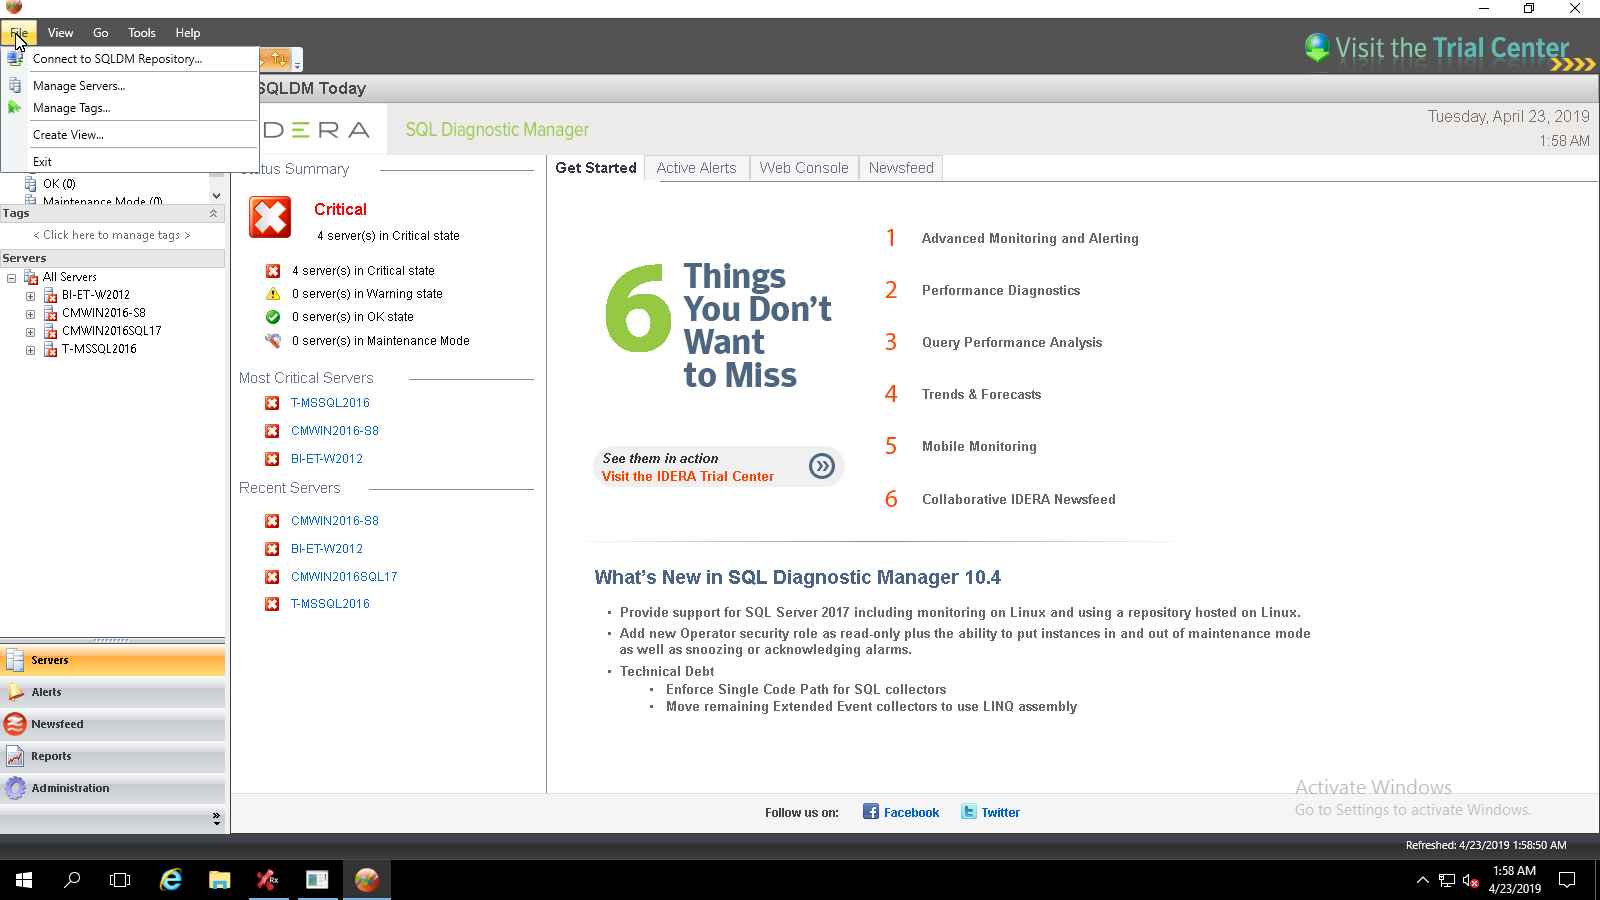 File View Go Tools Help
Visit the Trial Center
Connect to SQLDM Repository...
Manage Servers...
Manage Tags...
Create View...
Exit
SQLDM Today
Tuesday, April 23, 2019
1:58 AM
DERA
SQL Diagnostic Manager
OK (0)
Maintenance Mode (0)
Tags
< Click here to manage tags >
Servers
All Servers
BI-ET-W2012
CMWIN2016-S8
CMWIN2016SQL17
T-MSSQL2016
Servers
Alerts
Newsfeed
Reports
Administration
Status Summary
Critical
4 server(s) in Critical state
4 server(s) in Critical state
0 server(s) in Warning state
0 server(s) in OK state
0 server(s) in Maintenance Mode
Most Critical Servers
T-MSSQL2016
CMWIN2016-S8
BI-ET-W2012
Recent Servers
CMWIN2016-S8
BI-ET-W2012
CMWIN2016SQL17
T-MSSQL2016
Get Started Active Alerts Web Console Newsfeed
6 Things
You Don't
Want
to Miss
See them in action
Visit the IDERA Trial Center
1 Advanced Monitoring and Alerting
2 Performance Diagnostics
3 Query Performance Analysis
4 Trends & Forecasts
5 Mobile Monitoring
6 Collaborative IDERA Newsfeed
What's New in SQL Diagnostic Manager 10.4
• Provide support for SQL Server 2017 including monitoring on Linux and using a repository hosted on Linux.
• Add new Operator security role as read-only plus the ability to put instances in and out of maintenance mode
as well as snoozing or acknowledging alarms.
• Technical Debt
• Enforce Single Code Path for SQL collectors
• Move remaining Extended Event collectors to use LINQ assembly
Activate Windows
Go to Settings to activate Windows.
Follow us on: Facebook Twitter
Refreshed: 4/23/2019 1:58:50 AM
1:58 AM
4/23/2019